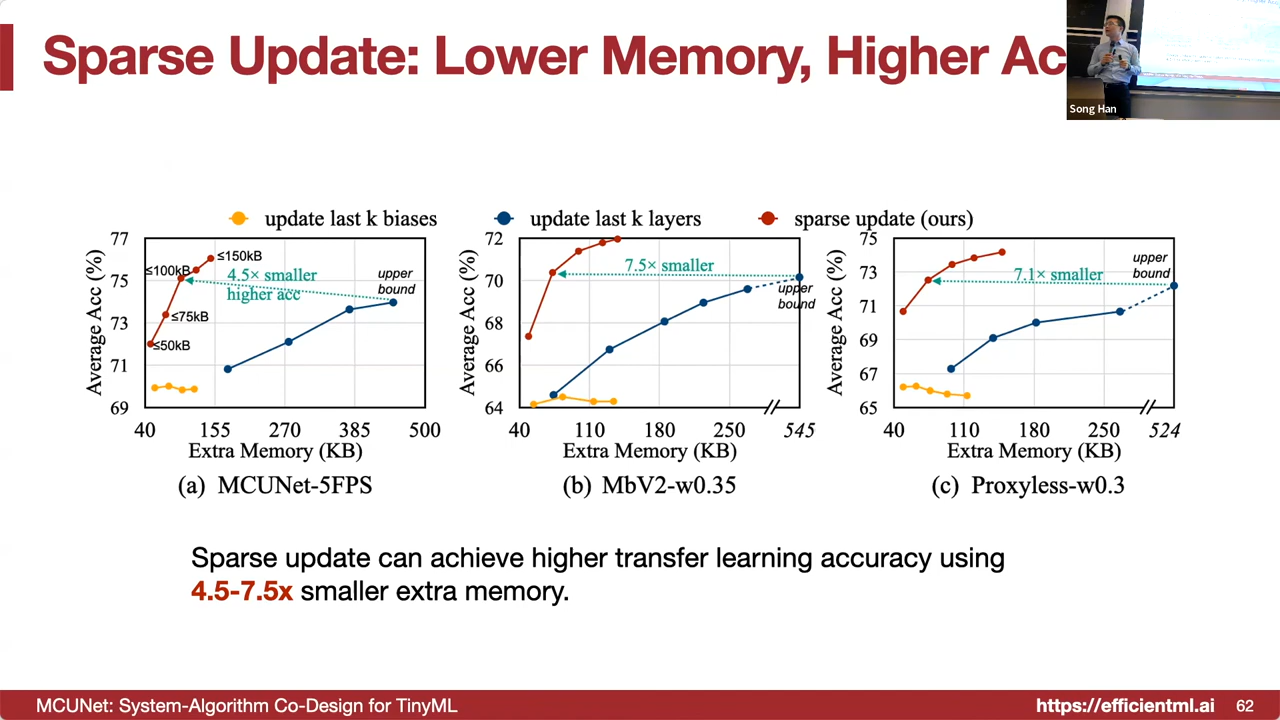 Sparse Update: Lower Memory, Higher Ac
Song Han
update last k biases
update last k layers
sparse update (ours)
Average Acc (%)
77
75
73
71
69
≤150kB
≤100kB
≤75kB
≤50kB
4.5× smaller
higher acc
upper
bound
40 155 270 385 500
Extra Memory (KB)
(a) MCUNet-5FPS
Average Acc (%)
72
70
68
66
64
7.5× smaller
upper
bound
40 110 180 250 545
Extra Memory (KB)
(b) MbV2-w0.35
Average Acc (%)
75
73
71
69
67
65
7.1× smaller
upper
bound
40 110 180 250 524
Extra Memory (KB)
(c) Proxyless-w0.3
Sparse update can achieve higher transfer learning accuracy using
4.5-7.5x smaller extra memory.
MCUNet: System-Algorithm Co-Design for TinyML
https://efficientml.ai 62